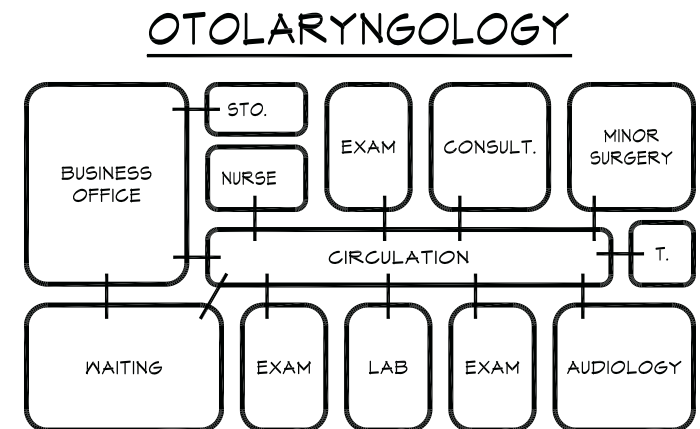 OTOLARYNGOLOGY
STO.
EXAM
CONSULT.
MINOR
SURGERY
BUSINESS
OFFICE
NURSE
CIRCULATION
T.
WAITING
EXAM
LAB
EXAM
AUDIOLOGY